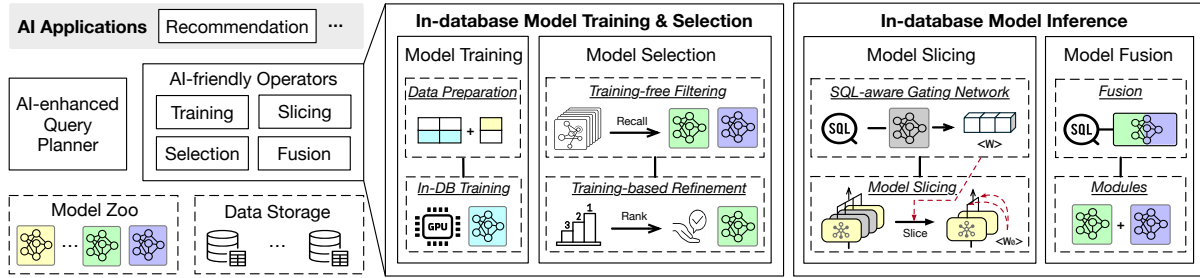 AI Applications
Recommendation
...
AI-enhanced
Query
Planner
AI-friendly Operators
Training
Slicing
Selection
Fusion
Model Zoo
...
Data Storage
...
In-database Model Training & Selection
Model Training
Data Preparation
+
In-DB Training
GPU
Model Selection
Training-free Filtering
Recall
Training-based Refinement
3 2 1
Rank
In-database Model Inference
Model Slicing
SQL-aware Gating Network
SQL
<W>
Model Slicing
Slice
<Wₑ>
Model Fusion
Fusion
SQL
Modules
+